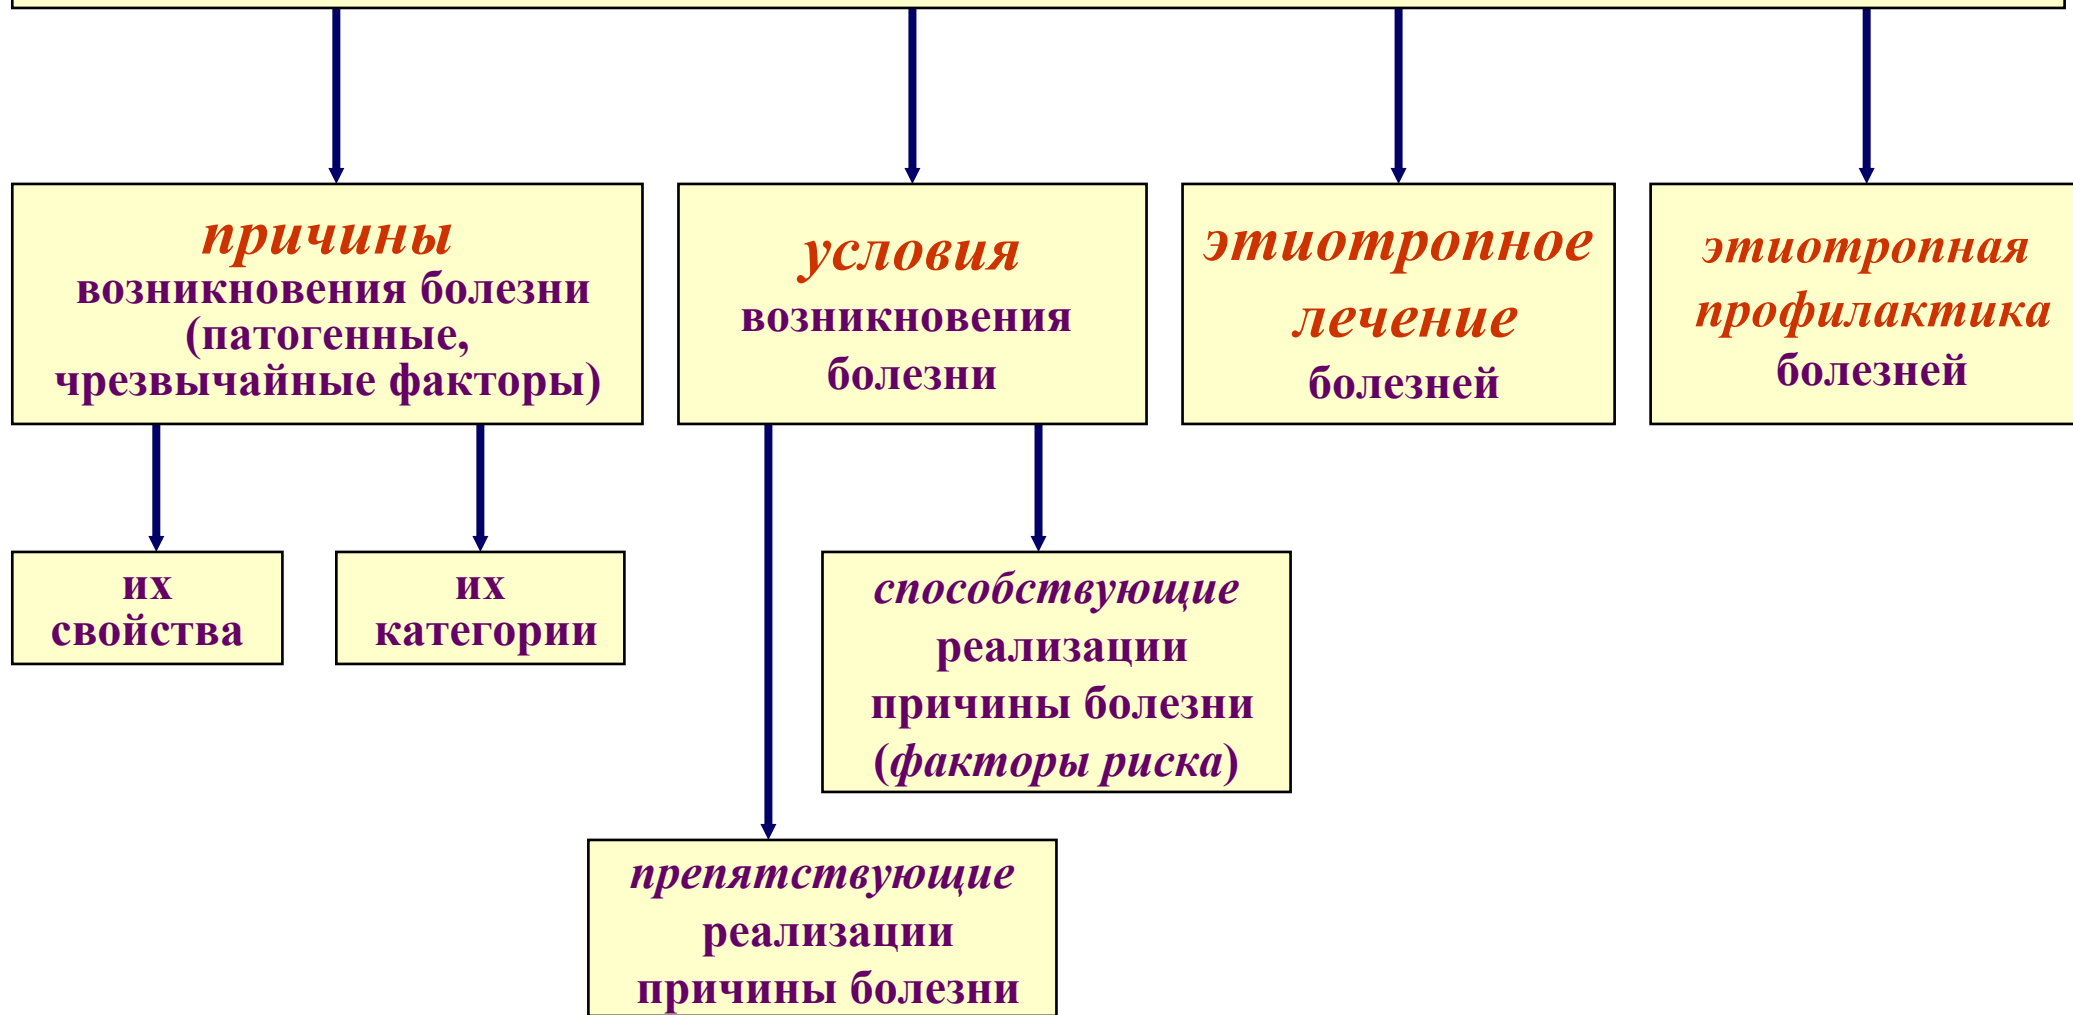 причины
возникновения болезни
(патогенные,
чрезвычайные факторы)
условия
возникновения
болезни
этиотропное
лечение
болезней
этиотропная
профилактика
болезней
их
свойства
их
категории
способствующие
реализации
причины болезни
(факторы риска)
препятствующие
реализации
причины болезни